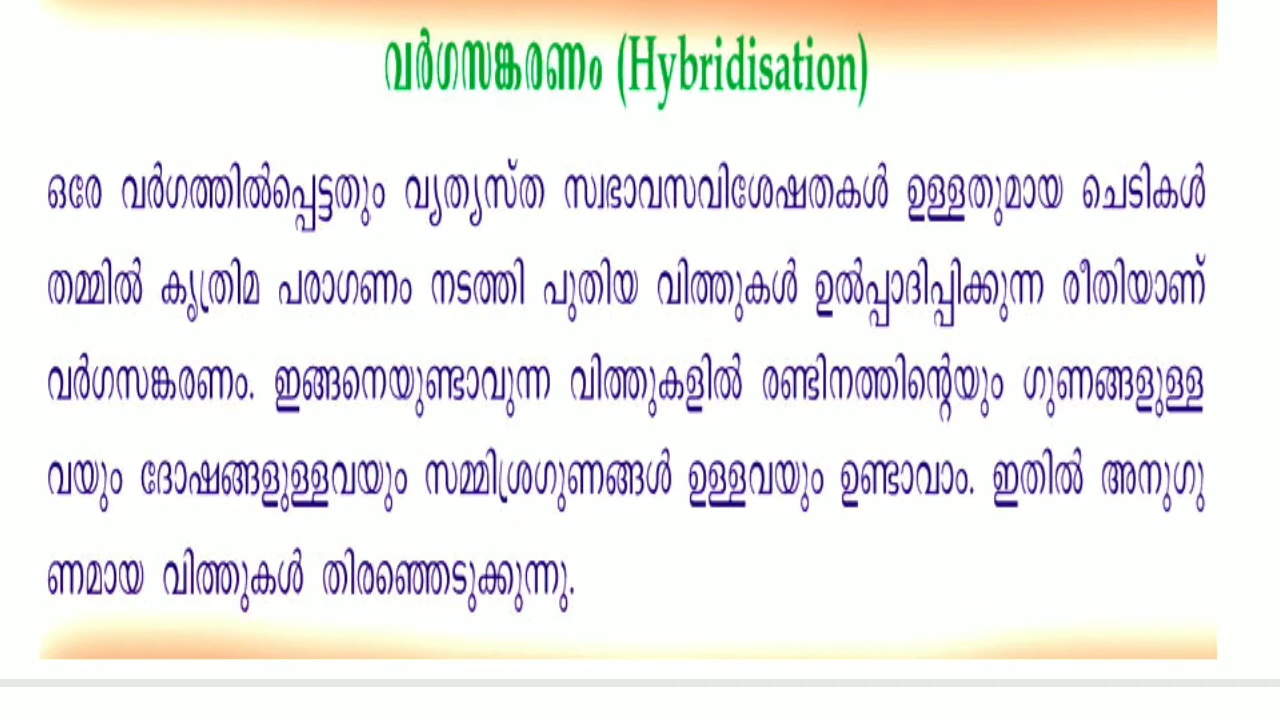 വർഗസങ്കരണം (Hybridisation)
ഒരേ വർഗത്തിൽപ്പെട്ടതും വ്യത്യസ്ത സ്വഭാവസവിശേഷതകൾ ഉള്ളതുമായ ചെടികൾ
തമ്മിൽ കൃത്രിമ പരാഗണം നടത്തി പുതിയ വിത്തുകൾ ഉൽപ്പാദിപ്പിക്കുന്ന രീതിയാണ്
വർഗസങ്കരണം. ഇങ്ങനെയുണ്ടാവുന്ന വിത്തുകളിൽ രണ്ടിനത്തിന്റെയും ഗുണങ്ങളുള്ള
വയും ദോഷങ്ങളുള്ളവയും സമ്മിശ്രഗുണങ്ങൾ ഉള്ളവയും ഉണ്ടാവാം. ഇതിൽ അനുഗു
ണമായ വിത്തുകൾ തിരഞ്ഞെടുക്കുന്നു.